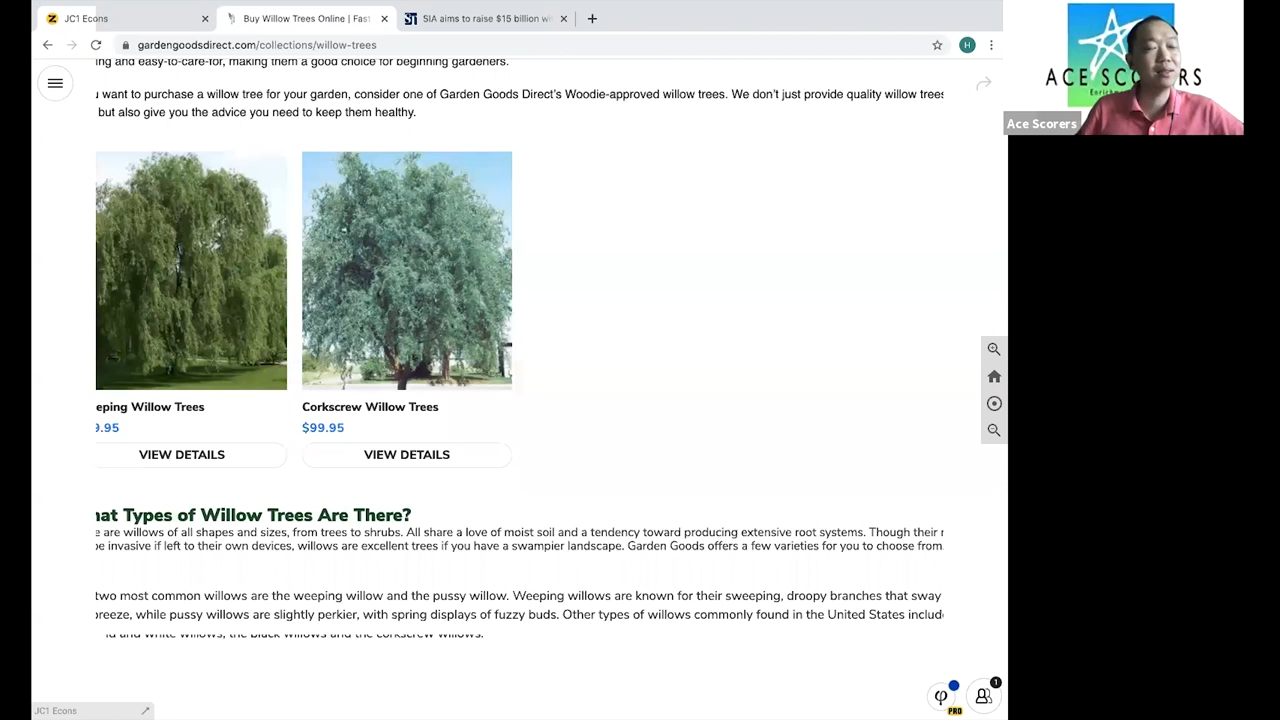 JC1 Econs
Buy Willow Trees Online | Fast
SIA aims to raise $15 billion wi
gardengoodsdirect.com/collections/willow-trees
H
ing and easy-to-care-for, making them a good choice for beginning gardeners.
want to purchase a willow tree for your garden, consider one of Garden Goods Direct's Woodie-approved willow trees. We don't just provide quality willow trees
but also give you the advice you need to keep them healthy.
eeping Willow Trees
Corkscrew Willow Trees
9.95
$99.95
VIEW DETAILS
VIEW DETAILS
hat Types of Willow Trees Are There?
e are willows of all shapes and sizes, from trees to shrubs. All share a love of moist soil and a tendency toward producing extensive root systems. Though their r
be invasive if left to their own devices, willows are excellent trees if you have a swampier landscape. Garden Goods offers a few varieties for you to choose from.
two most common willows are the weeping willow and the pussy willow. Weeping willows are known for their sweeping, droopy branches that sway
breeze, while pussy willows are slightly perkier, with spring displays of fuzzy buds. Other types of willows commonly found in the United States includ
and white willows, the black willows and the corkscrew willows.
JC1 Econs
φ
PRO
1
ACE SCORERS
Ace Scorers